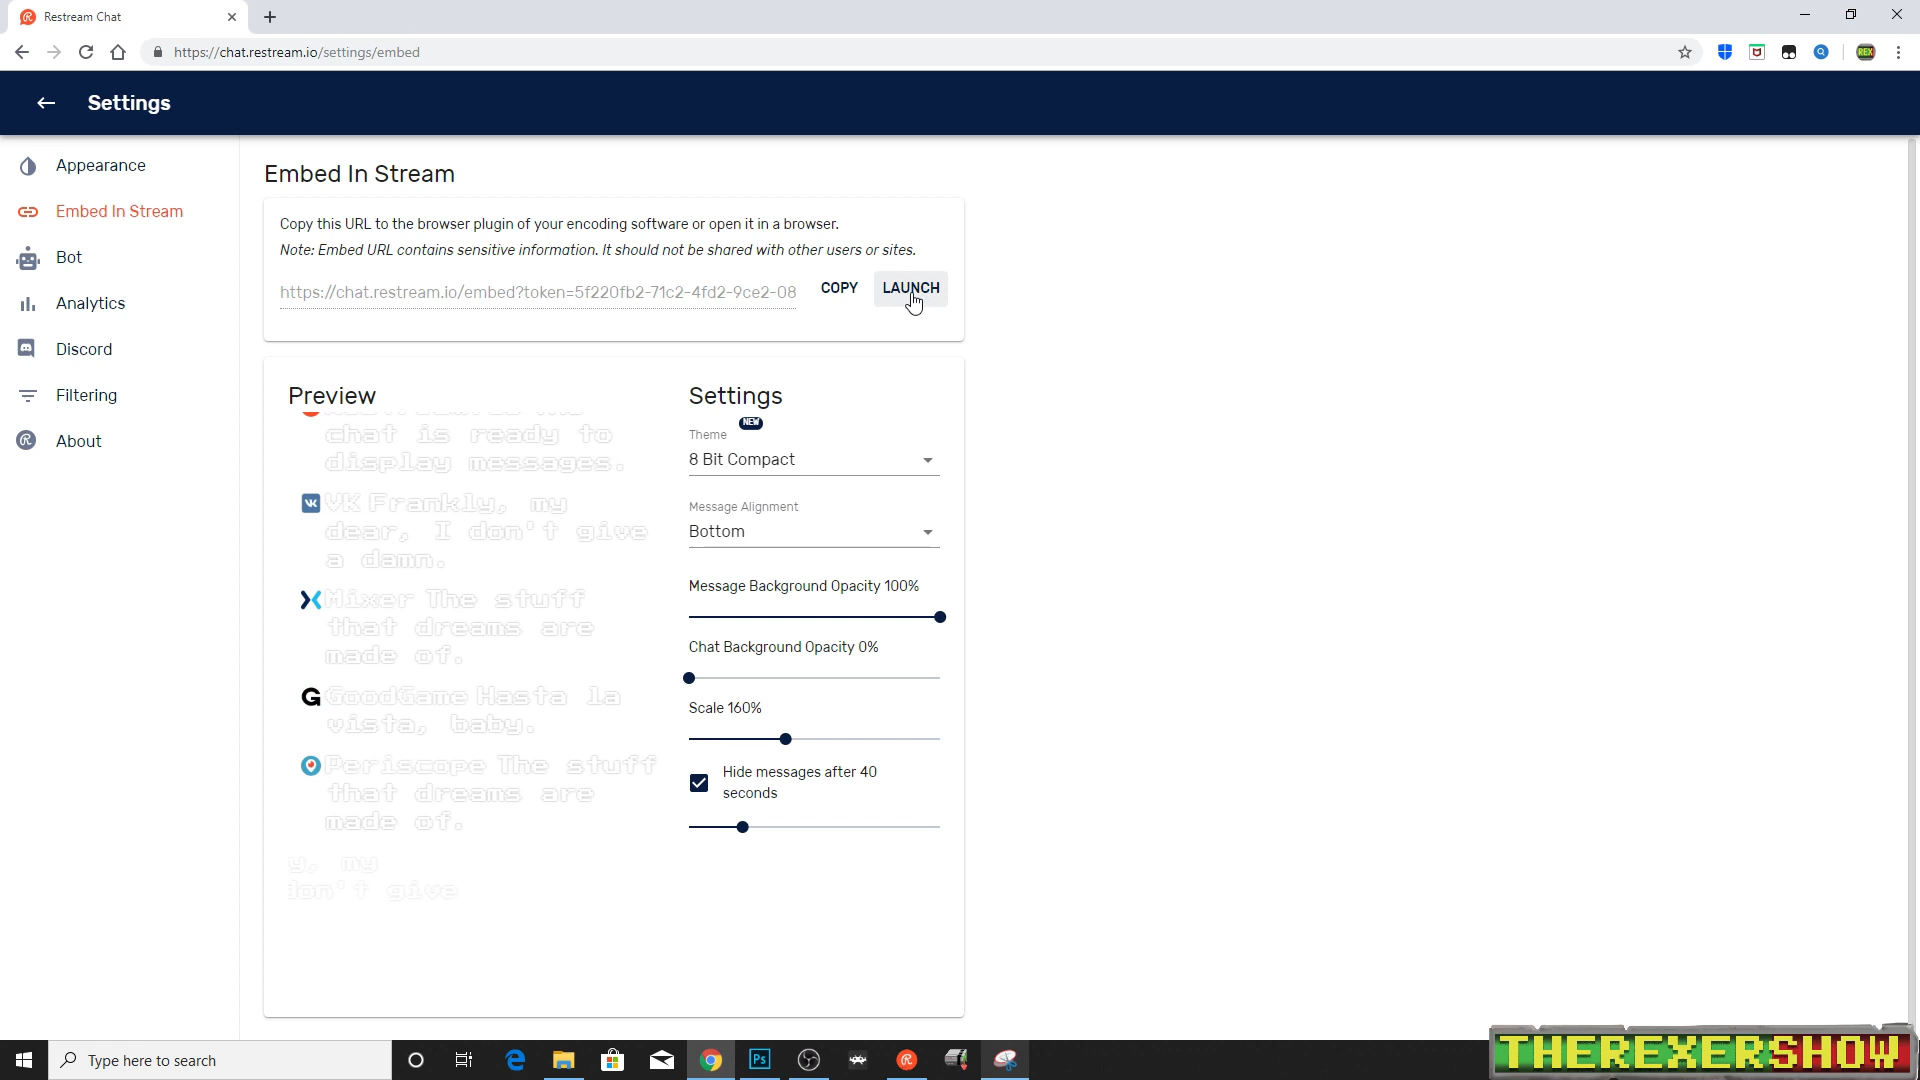 Restream Chat
https://chat.restream.io/settings/embed
REX
Settings
Appearance
Embed In Stream
Bot
Analytics
Discord
Filtering
About
Embed In Stream
Copy this URL to the browser plugin of your encoding software or open it in a browser.
Note: Embed URL contains sensitive information. It should not be shared with other users or sites.
https://chat.restream.io/embed?token=5f220fb2-71c2-4fd2-9ce2-08
COPY
LAUNCH
Preview
chat is ready to
display messages.
VK Frankly, my
dear, I don't give
a damn.
Mixer The stuff
that dreams are
made of.
G
GoodGame Hasta la
vista, baby.
Periscope The stuff
that dreams are
made of.
y, my
don't give
Settings
NEW
Theme
8 Bit Compact
Message Alignment
Bottom
Message Background Opacity 100%
Chat Background Opacity 0%
Scale 160%
Hide messages after 40
seconds
Type here to search
Ps
THEREXERSHOW